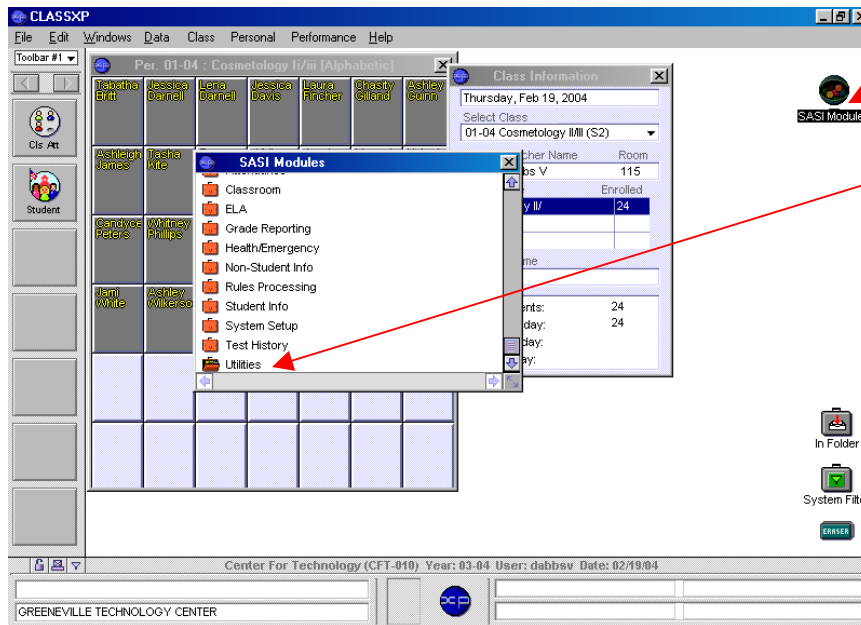 CLASSXP
File Edit Windows Data Class Personal Performance Help
Toolbar #1
Cls Att
Student
Per. 01-04 : Cosmetology Ii/iii [Alphabetic]
Tabatha Britt
Jessica Darnell
Lena Darnell
Jessica Davis
Laura Fincher
Chasity Gilland
Ashley Gunn
Ashleigh James
Tasha Kite
Candyce Peters
Whitney Phillips
Jami White
Ashley Wilkerso
SASI Modules
Classroom
ELA
Grade Reporting
Health/Emergency
Non-Student Info
Rules Processing
Student Info
System Setup
Test History
Utilities
Class Information
Thursday, Feb 19, 2004
Select Class
01-04 Cosmetology II/III (S2)
cher Name Room
bs V 115
Enrolled
y II/ 24
me
ents: 24
day: 24
day:
ay:
SASI Module
In Folder
System Filt
ERASER
Center For Technology (CFT-010) Year: 03-04 User: dabbsv Date: 02/19/04
GREENEVILLE TECHNOLOGY CENTER
xp